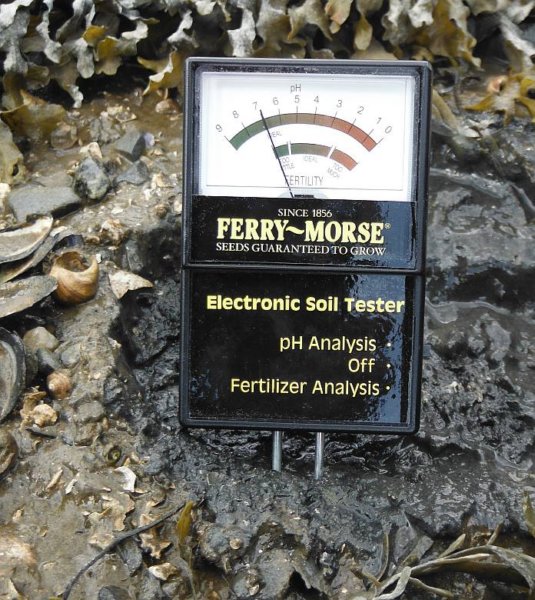 pH
9 8 7 6 5 4 3 2 1 0
IDEAL
TOO LITTLE IDEAL TOO MUCH
FERTILITY
SINCE 1856
FERRY~MORSE®
SEEDS GUARANTEED TO GROW
Electronic Soil Tester
pH Analysis ·
Off ·
Fertilizer Analysis ·